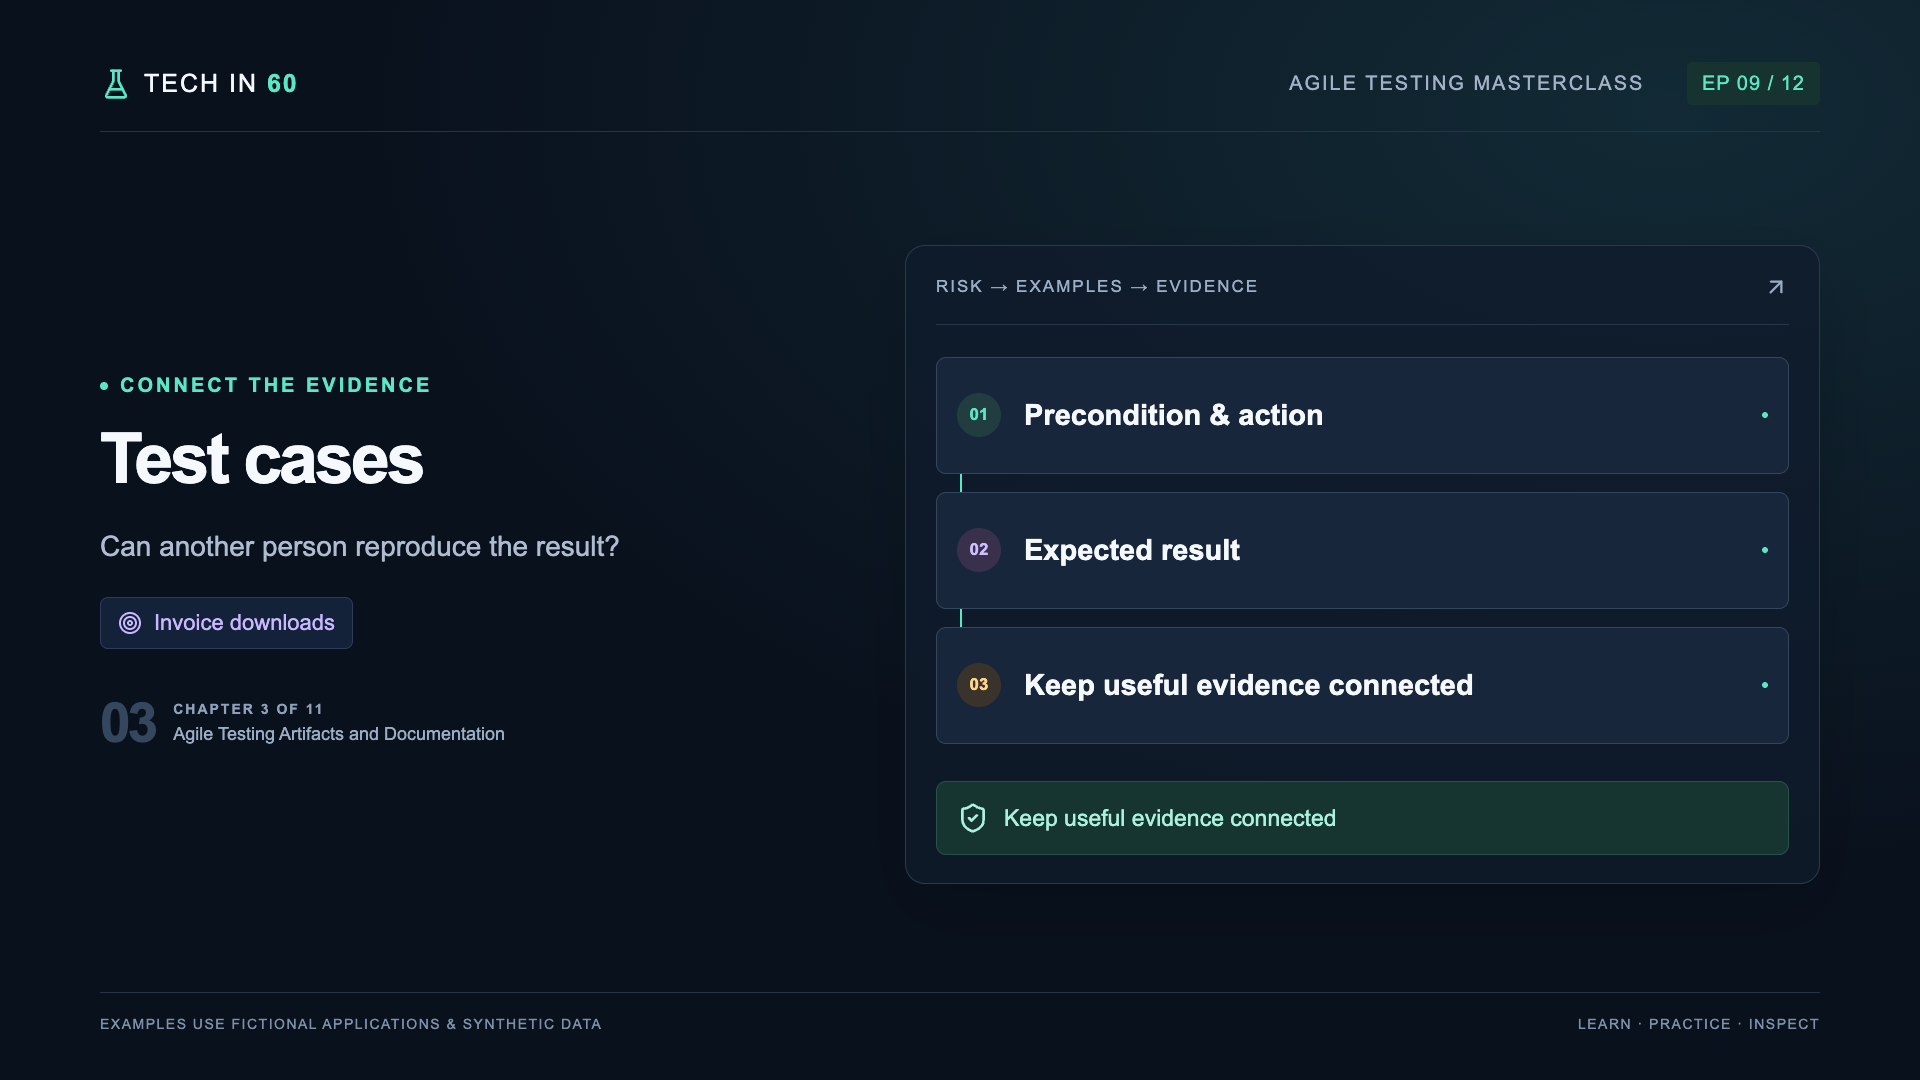 TECH IN 60
AGILE TESTING MASTERCLASS
EP 09 / 12
CONNECT THE EVIDENCE
Test cases
Can another person reproduce the result?
Invoice downloads
03
CHAPTER 3 OF 11
Agile Testing Artifacts and Documentation
RISK → EXAMPLES → EVIDENCE
01
Precondition & action
02
Expected result
03
Keep useful evidence connected
Keep useful evidence connected
EXAMPLES USE FICTIONAL APPLICATIONS & SYNTHETIC DATA
LEARN · PRACTICE · INSPECT